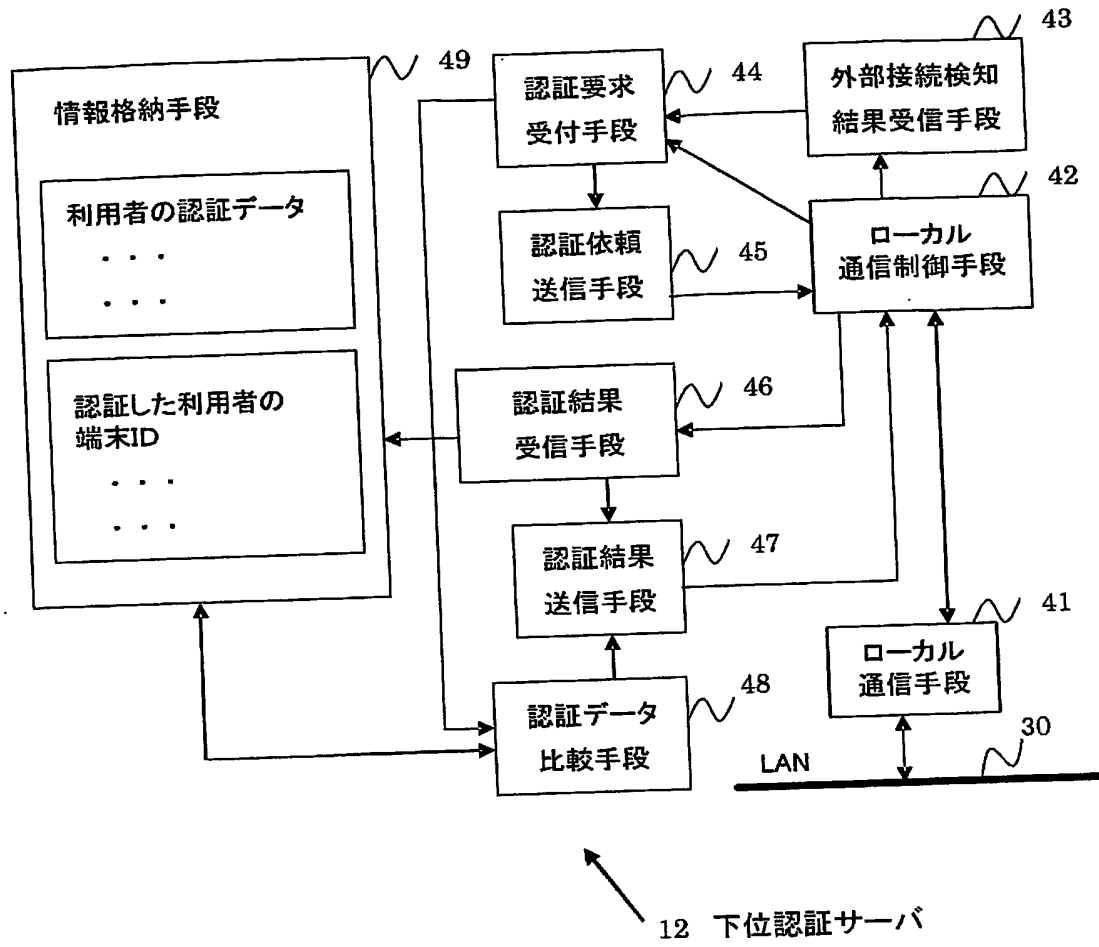 43
外部接続検知
結果受信手段
49
情報格納手段
利用者の認証データ
・・・
・・・
認証した利用者の
端末ID
・・・
・・・
44
認証要求
受付手段
42
ローカル
通信制御手段
45
認証依頼
送信手段
46
認証結果
受信手段
47
認証結果
送信手段
41
ローカル
通信手段
48
認証データ
比較手段
30
LAN
12 下位認証サーバ